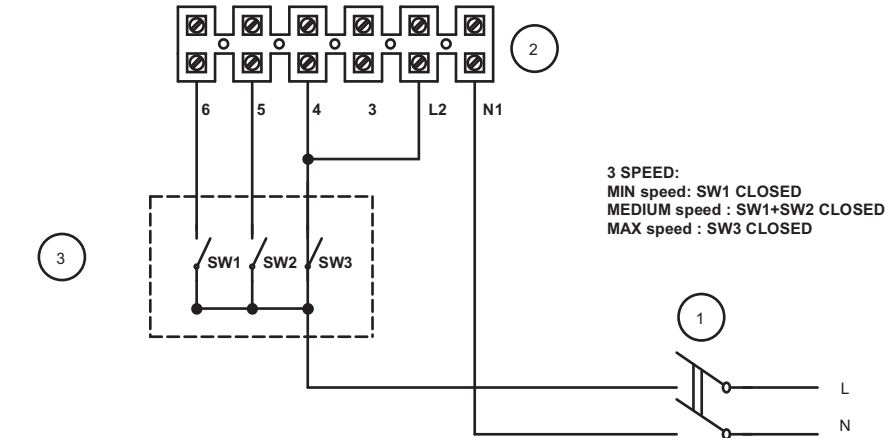 2
6 5 4 3 L2 N1
3 SPEED:
MIN speed: SW1 CLOSED
MEDIUM speed : SW1+SW2 CLOSED
MAX speed : SW3 CLOSED
3
SW1 SW2 SW3
1
L
N